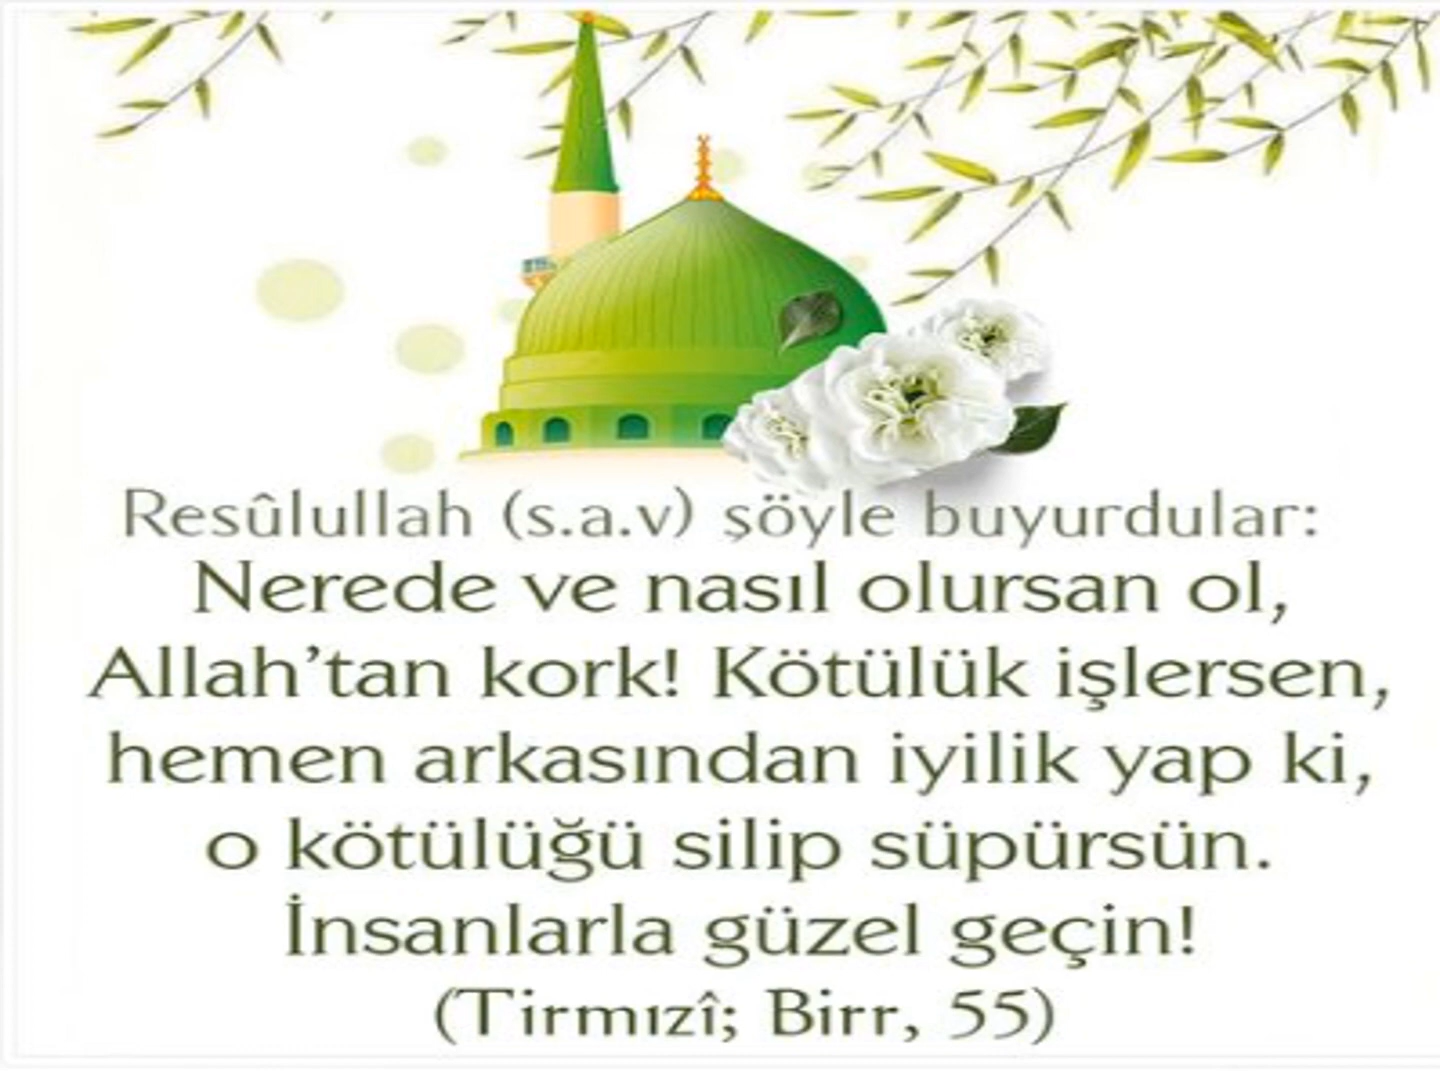 Resûlullah (s.a.v) şöyle buyurdular:
Nerede ve nasıl olursan ol,
Allah’tan kork! Kötülük işlersen,
hemen arkasından iyilik yap ki,
o kötülüğü silip süpürsün.
İnsanlarla güzel geçin!
(Tirmızî; Birr, 55)